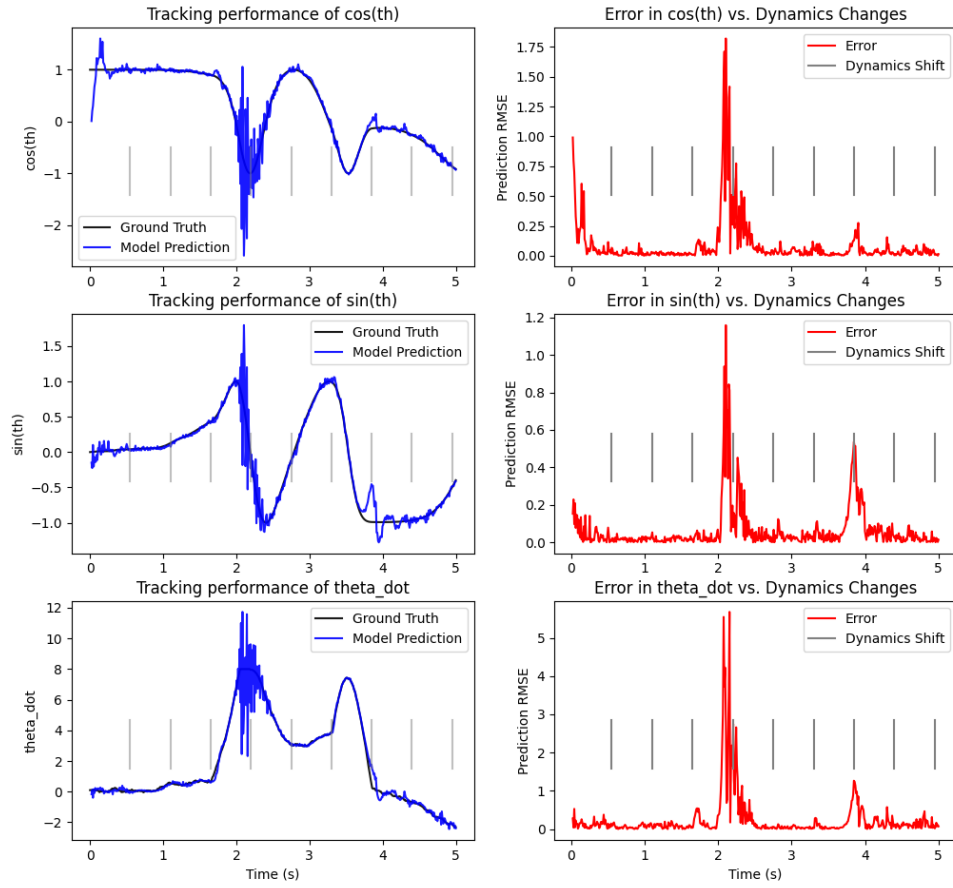 Tracking performance of cos(th)
cos(th)
1
0
−1
−2
Ground Truth
Model Prediction
0 1 2 3 4 5
Error in cos(th) vs. Dynamics Changes
Prediction RMSE
1.75
1.50
1.25
1.00
0.75
0.50
0.25
0.00
Error
Dynamics Shift
0 1 2 3 4 5
Tracking performance of sin(th)
sin(th)
1.5
1.0
0.5
0.0
−0.5
−1.0
Ground Truth
Model Prediction
0 1 2 3 4 5
Error in sin(th) vs. Dynamics Changes
Prediction RMSE
1.2
1.0
0.8
0.6
0.4
0.2
0.0
Error
Dynamics Shift
0 1 2 3 4 5
Tracking performance of theta_dot
theta_dot
12
10
8
6
4
2
0
−2
Ground Truth
Model Prediction
0 1 2 3 4 5
Time (s)
Error in theta_dot vs. Dynamics Changes
Prediction RMSE
5
4
3
2
1
0
Error
Dynamics Shift
0 1 2 3 4 5
Time (s)